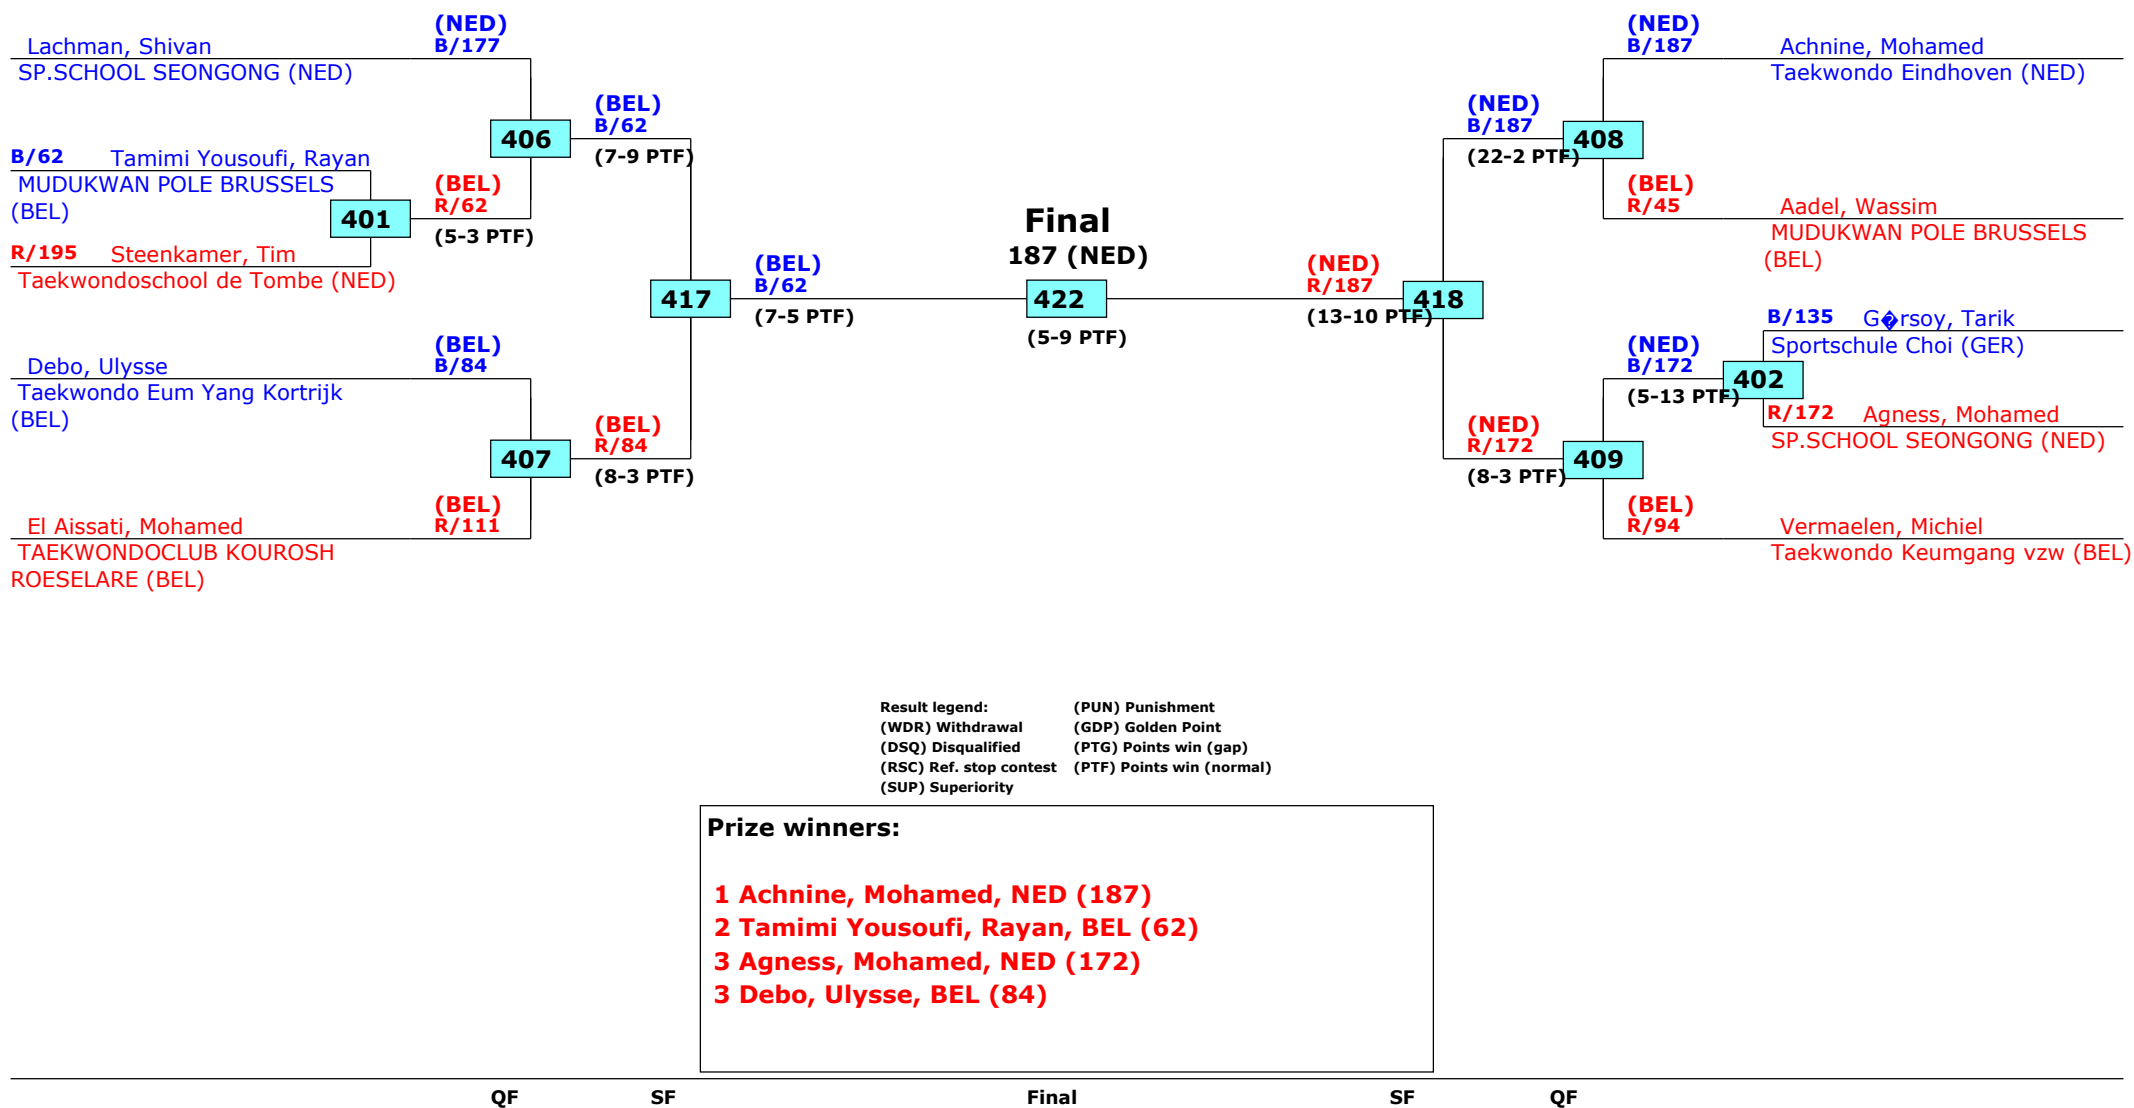 (NED)
B/177
Lachman, Shivan
SP.SCHOOL SEONGONG (NED)
406
(BEL)
B/62
(7-9 PTF)
B/62 Tamimi Yousoufi, Rayan
MUDUKWAN POLE BRUSSELS
(BEL)
401
(BEL)
R/62
(5-3 PTF)
R/195 Steenkamer, Tim
Taekwondoschool de Tombe (NED)
417
(BEL)
B/62
(7-5 PTF)
(BEL)
B/84
Debo, Ulysse
Taekwondo Eum Yang Kortrijk
(BEL)
407
(BEL)
R/84
(8-3 PTF)
(BEL)
R/111
El Aissati, Mohamed
TAEKWONDOCLUB KOUROSH
ROESELARE (BEL)
Final
187 (NED)
422
(5-9 PTF)
(NED)
R/187
418
(13-10 PTF)
(NED)
B/187
408
(22-2 PTF)
(NED)
B/187
Achnine, Mohamed
Taekwondo Eindhoven (NED)
(BEL)
R/45
Aadel, Wassim
MUDUKWAN POLE BRUSSELS
(BEL)
B/135 G�rsoy, Tarik
Sportschule Choi (GER)
(NED)
B/172
402
(5-13 PTF)
R/172 Agness, Mohamed
SP.SCHOOL SEONGONG (NED)
(NED)
R/172
409
(8-3 PTF)
(BEL)
R/94
Vermaelen, Michiel
Taekwondo Keumgang vzw (BEL)
Result legend: (PUN) Punishment
(WDR) Withdrawal (GDP) Golden Point
(DSQ) Disqualified (PTG) Points win (gap)
(RSC) Ref. stop contest (PTF) Points win (normal)
(SUP) Superiority
Prize winners:
1 Achnine, Mohamed, NED (187)
2 Tamimi Yousoufi, Rayan, BEL (62)
3 Agness, Mohamed, NED (172)
3 Debo, Ulysse, BEL (84)
QF SF Final SF QF